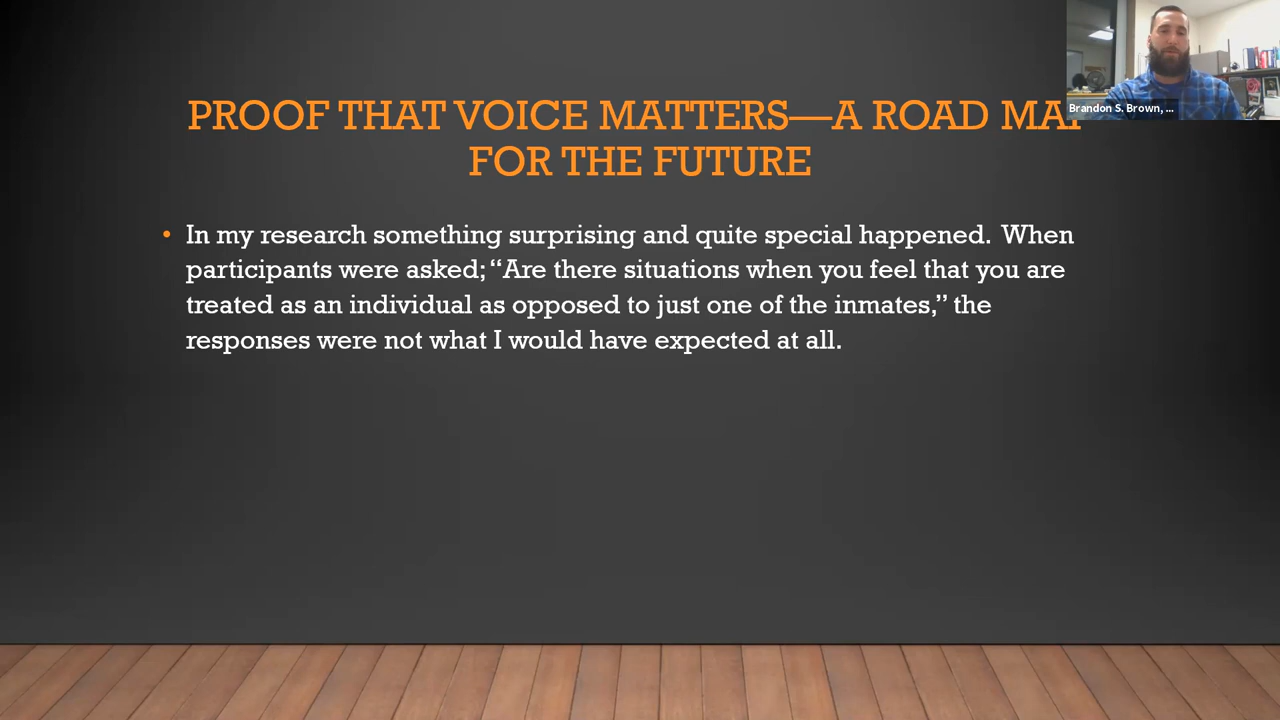 PROOF THAT VOICE MATTERS—A ROAD MAP
FOR THE FUTURE
• In my research something surprising and quite special happened.  When
participants were asked; “Are there situations when you feel that you are
treated as an individual as opposed to just one of the inmates,” the
responses were not what I would have expected at all.
Brandon S. Brown, ...